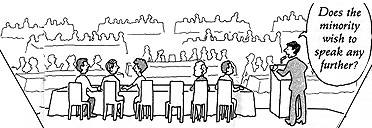 Does the
minority
wish to
speak any
further?